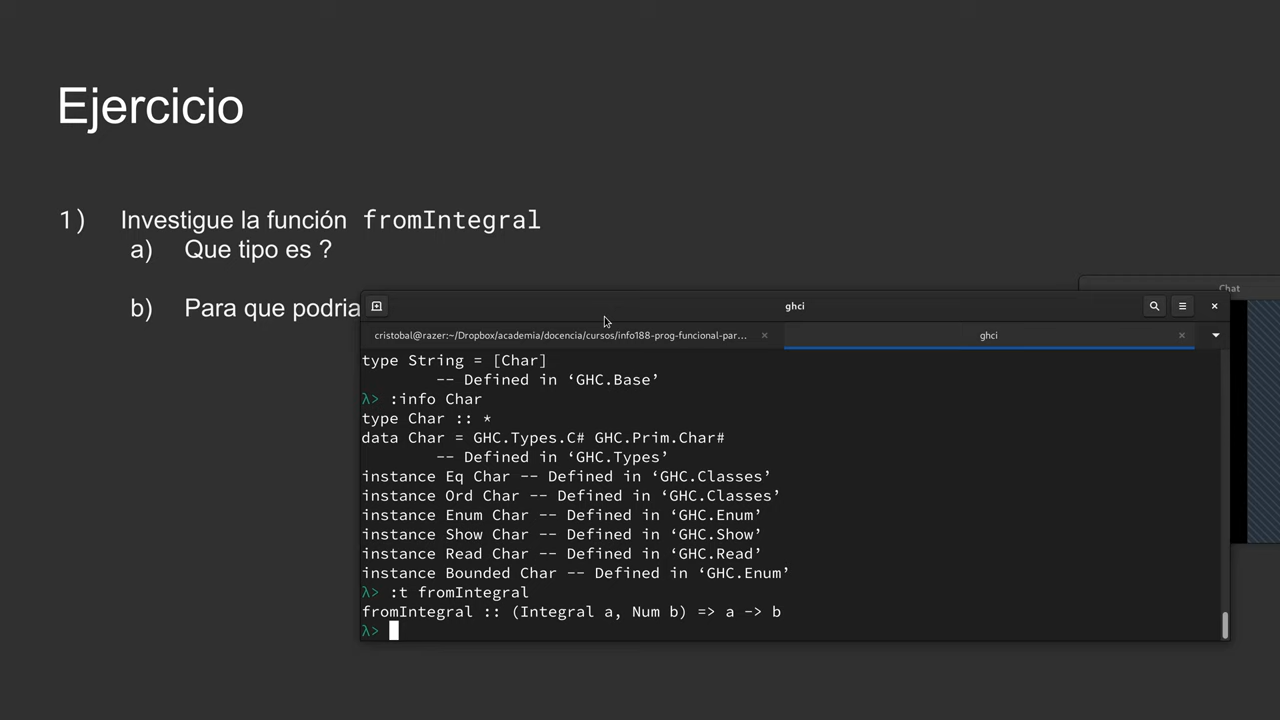 Ejercicio
1) Investigue la función fromIntegral
a) Que tipo es ?
b) Para que podria
Chat
ghci
cristobal@razer:~/Dropbox/academia/docencia/cursos/info188-prog-funcional-par...
ghci
type String = [Char]
-- Defined in ‘GHC.Base’
λ> :info Char
type Char :: *
data Char = GHC.Types.C# GHC.Prim.Char#
-- Defined in ‘GHC.Types’
instance Eq Char -- Defined in ‘GHC.Classes’
instance Ord Char -- Defined in ‘GHC.Classes’
instance Enum Char -- Defined in ‘GHC.Enum’
instance Show Char -- Defined in ‘GHC.Show’
instance Read Char -- Defined in ‘GHC.Read’
instance Bounded Char -- Defined in ‘GHC.Enum’
λ> :t fromIntegral
fromIntegral :: (Integral a, Num b) => a -> b
λ>